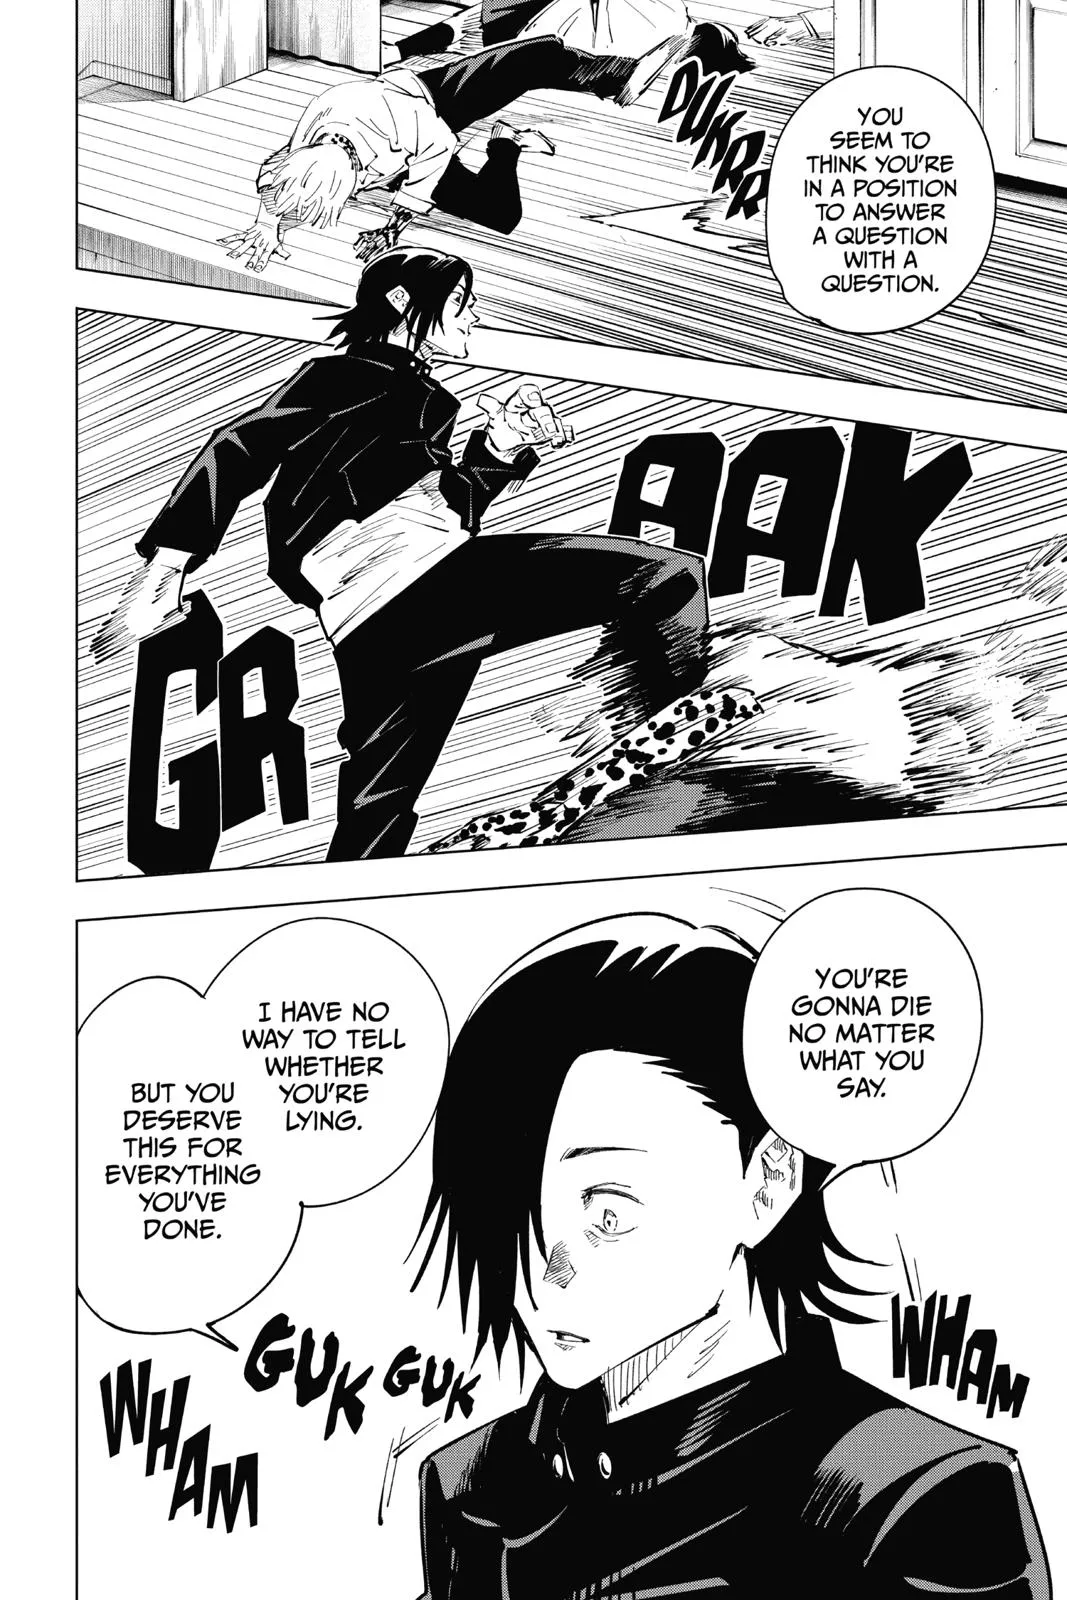 YOU
SEEM TO
THINK YOU'RE
IN A POSITION
TO ANSWER
A QUESTION
WITH A
QUESTION.
DUKRR
GRAAK
YOU'RE
GONNA DIE
NO MATTER
WHAT YOU
SAY.
I HAVE NO
WAY TO TELL
WHETHER
YOU'RE
LYING.
BUT YOU
DESERVE
THIS FOR
EVERYTHING
YOU'VE
DONE.
WHAM
GUK
GUK
WHAM